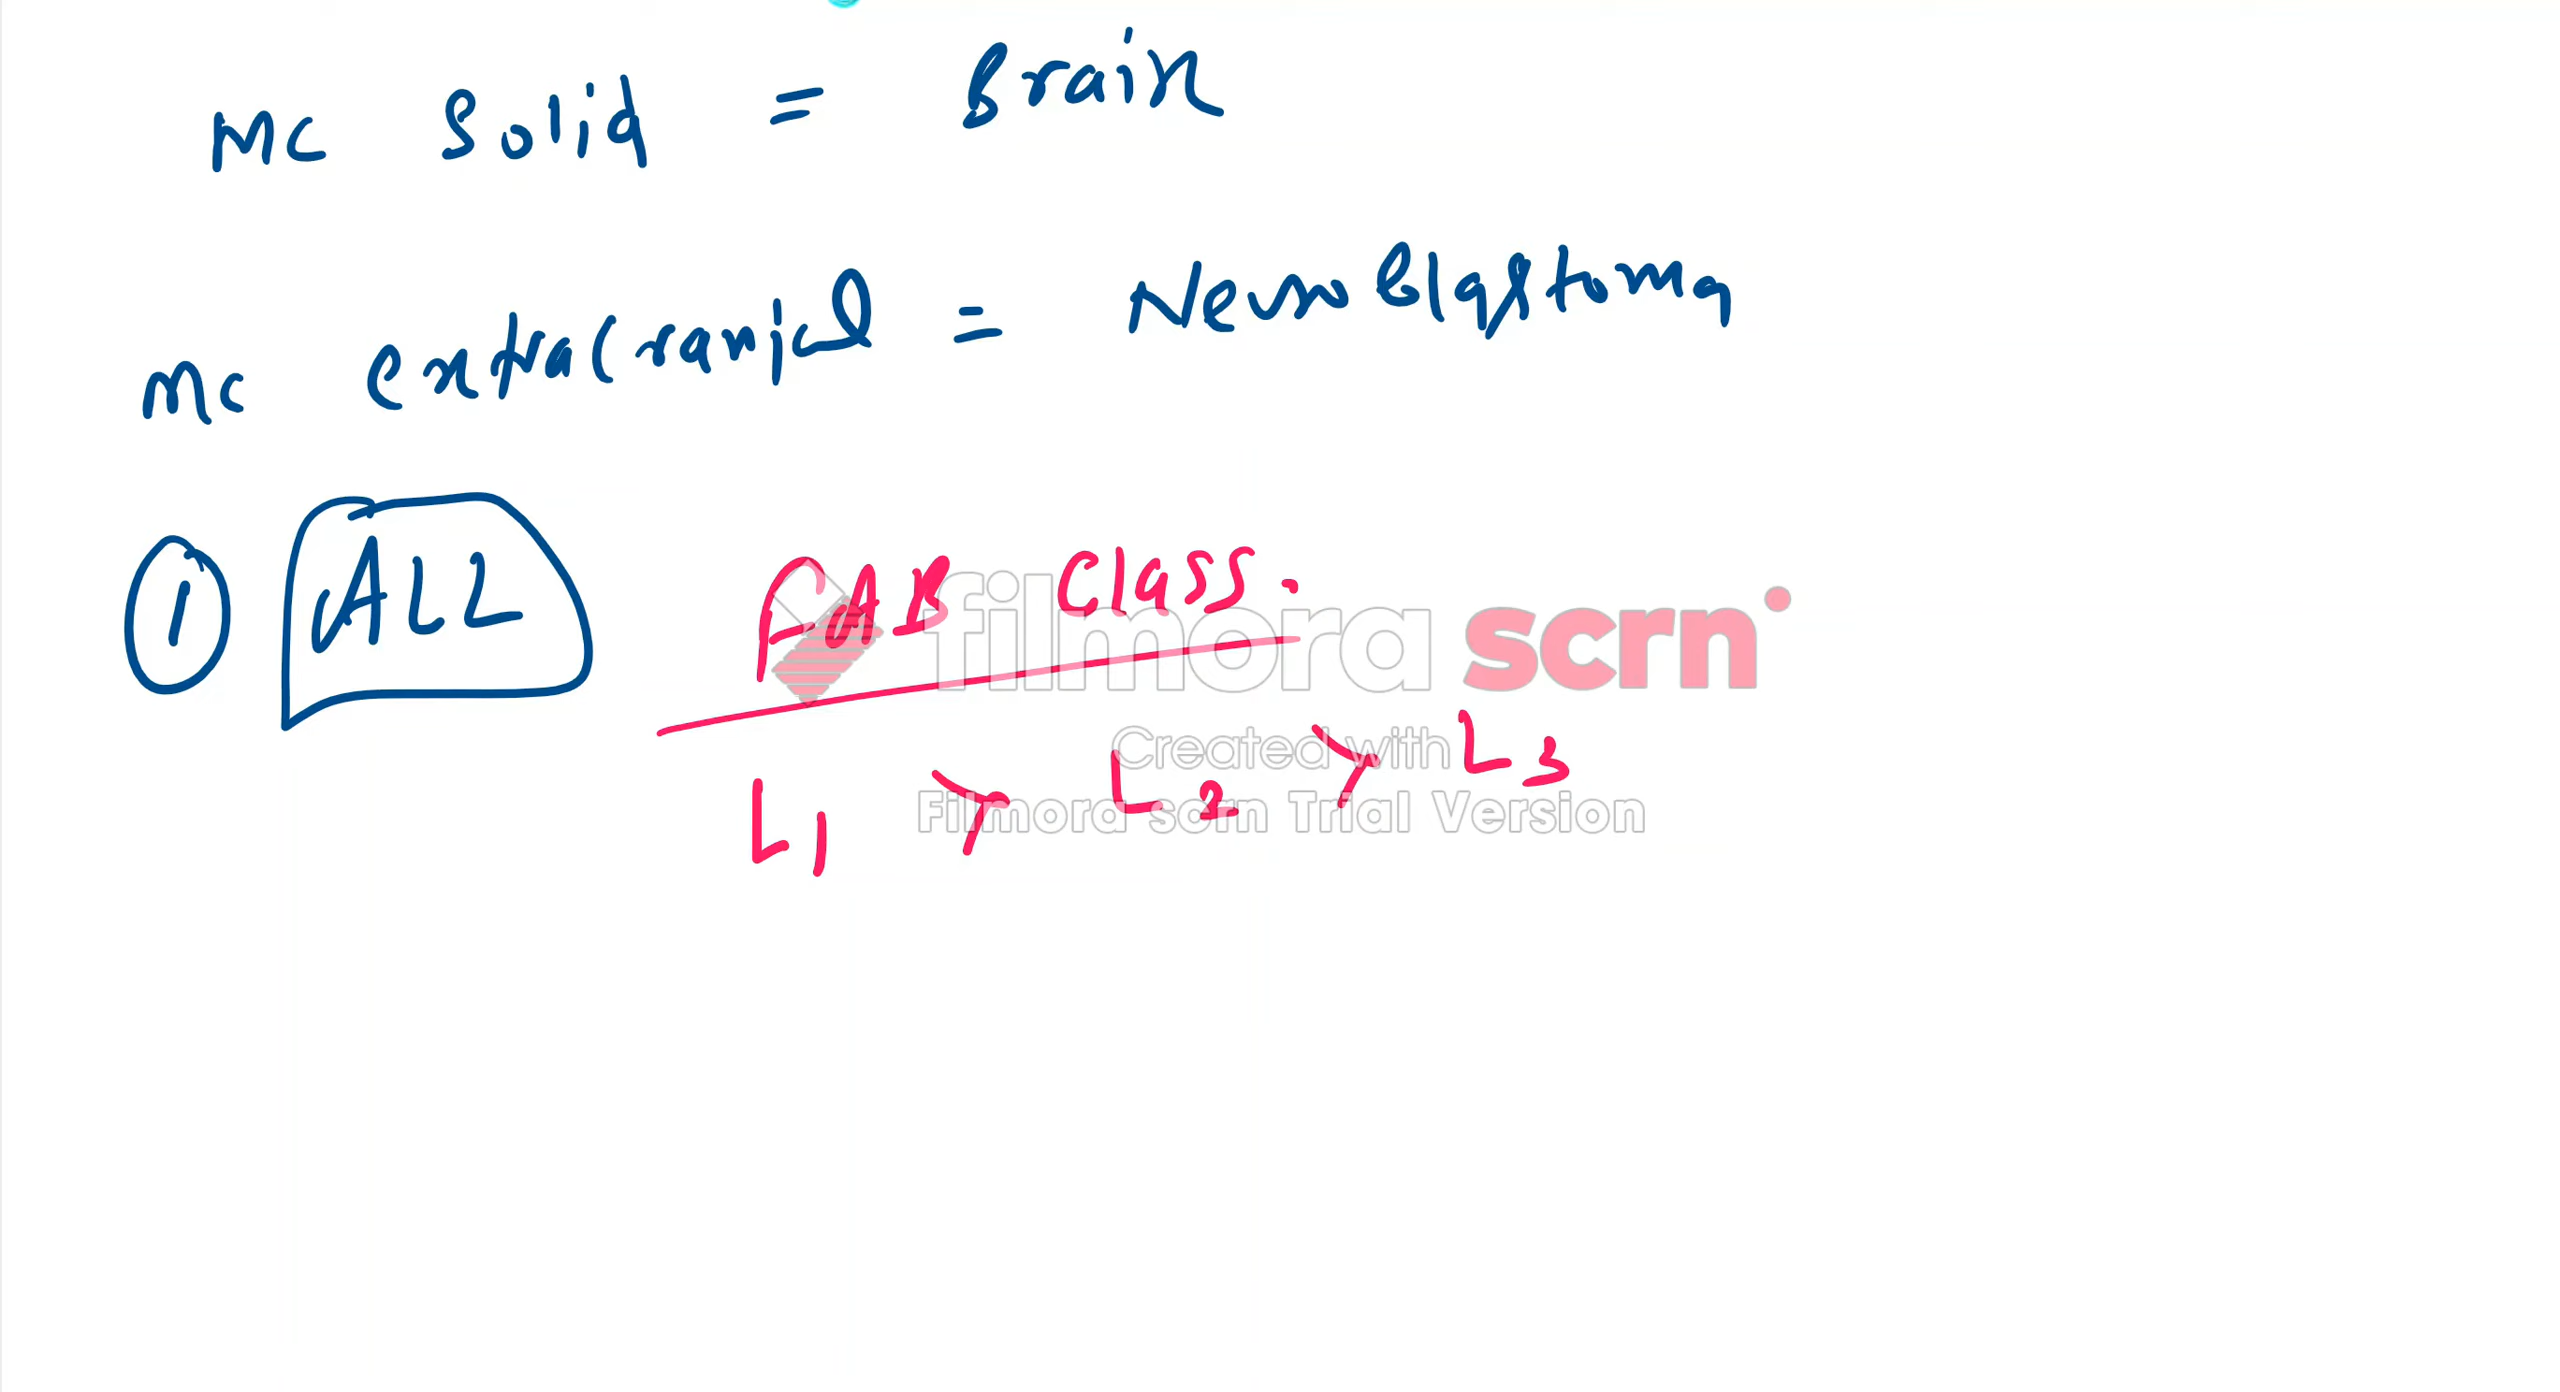 MC Solid = Brain
MC extracranial = Neuroblastoma
① ALL FAB Class.
filmora scrn
L1 > L2 > L3
Created with
Filmora scrn Trial Version